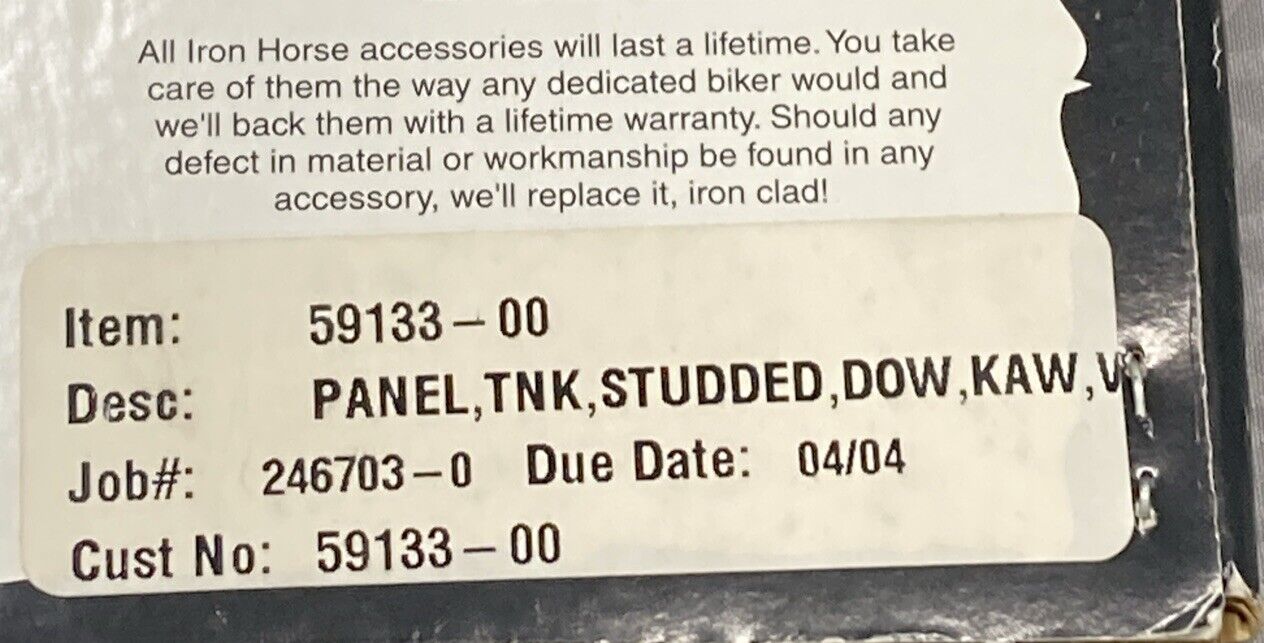 All Iron Horse accessories will last a lifetime. You take
care of them the way any dedicated biker would and
we'll back them with a lifetime warranty. Should any
defect in material or workmanship be found in any
accessory, we'll replace it, iron clad!
Item: 59133-00
Desc: PANEL,TNK,STUDDED,DOW,KAW,
Job#: 246703-0 Due Date: 04/04
Cust No: 59133-00